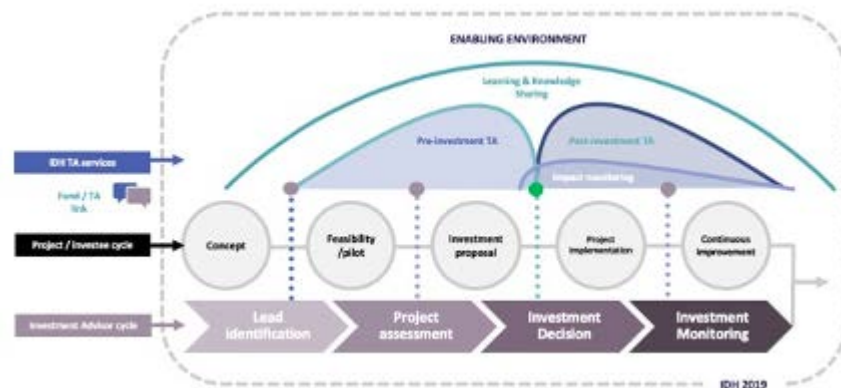 ENABLING ENVIRONMENT
Learning & Knowledge
Sharing
Pre-investment TA
Post-investment TA
IDH TA services
Impact monitoring
Fund / TA
link
Project / Investee cycle
Concept
Feasibility
/pilot
Investment
proposal
Project
implementation
Continuous
improvement
Investment Advisor cycle
Lead
identification
Project
assessment
Investment
Decision
Investment
Monitoring
IDH 2019